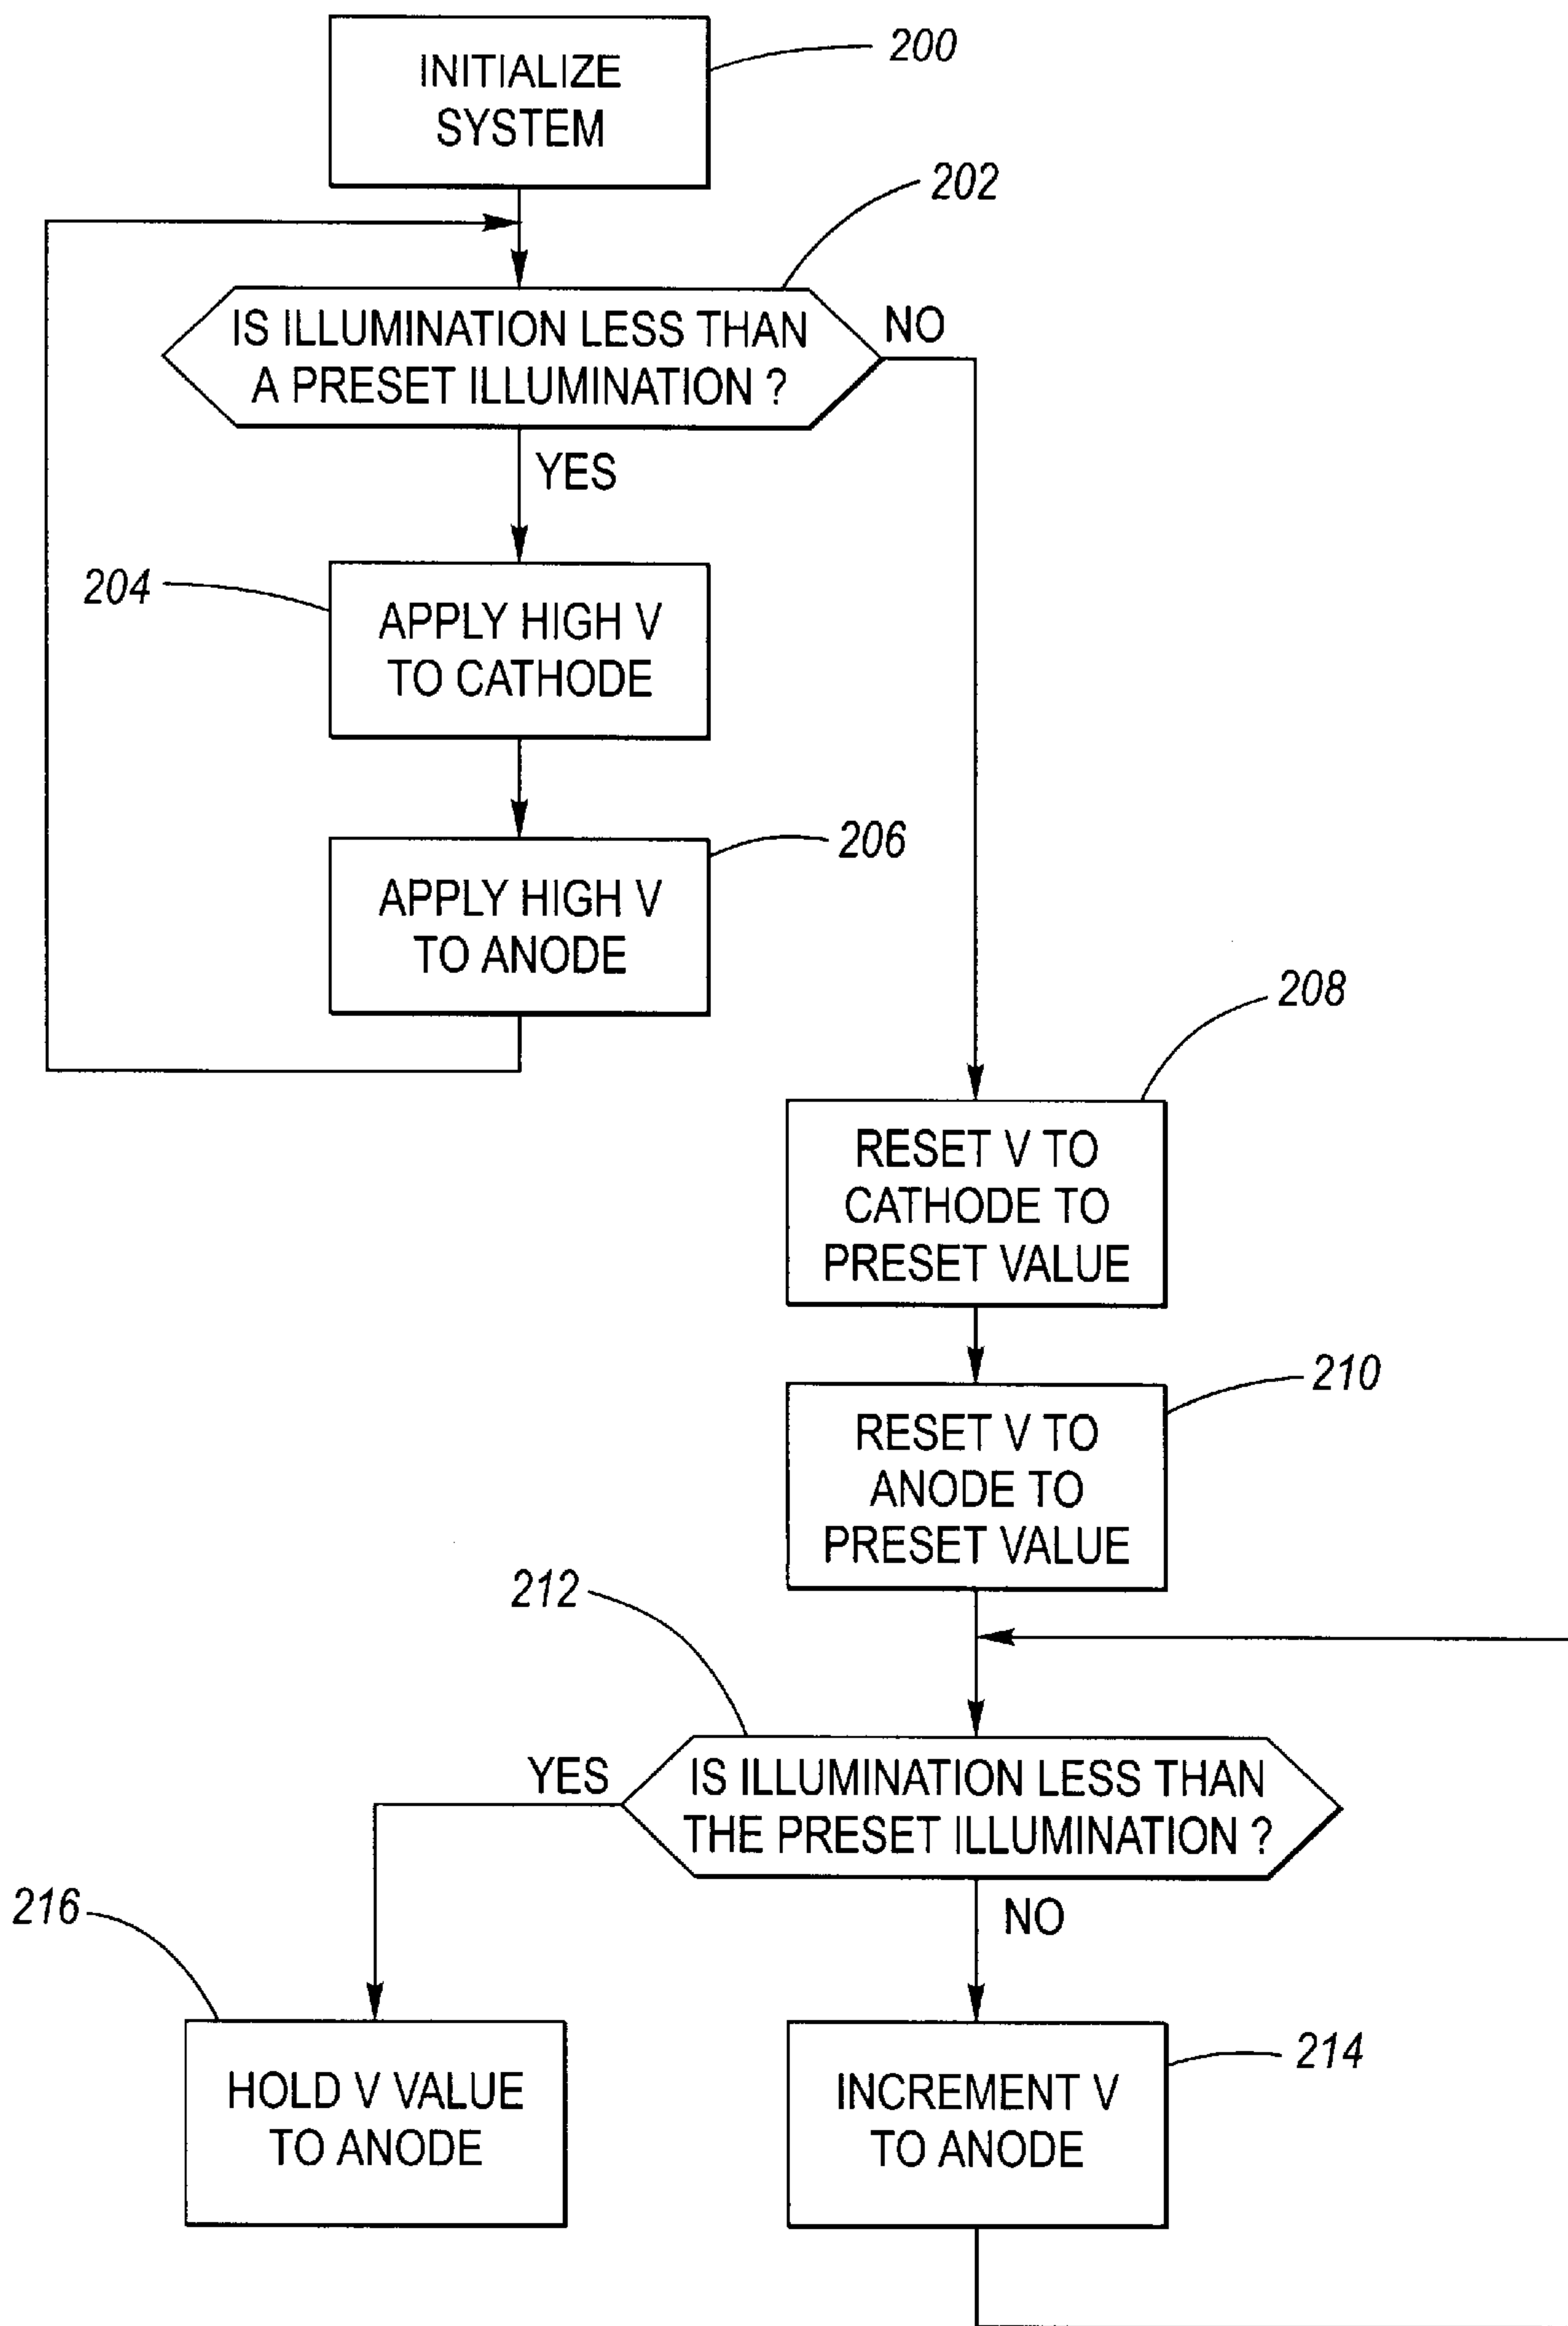 INITIALIZE
SYSTEM
200
202
IS ILLUMINATION LESS THAN
A PRESET ILLUMINATION ?
NO
YES
204
APPLY HIGH V
TO CATHODE
206
APPLY HIGH V
TO ANODE
208
RESET V TO
CATHODE TO
PRESET VALUE
210
RESET V TO
ANODE TO
PRESET VALUE
212
YES
IS ILLUMINATION LESS THAN
THE PRESET ILLUMINATION ?
NO
216
HOLD V VALUE
TO ANODE
214
INCREMENT V
TO ANODE